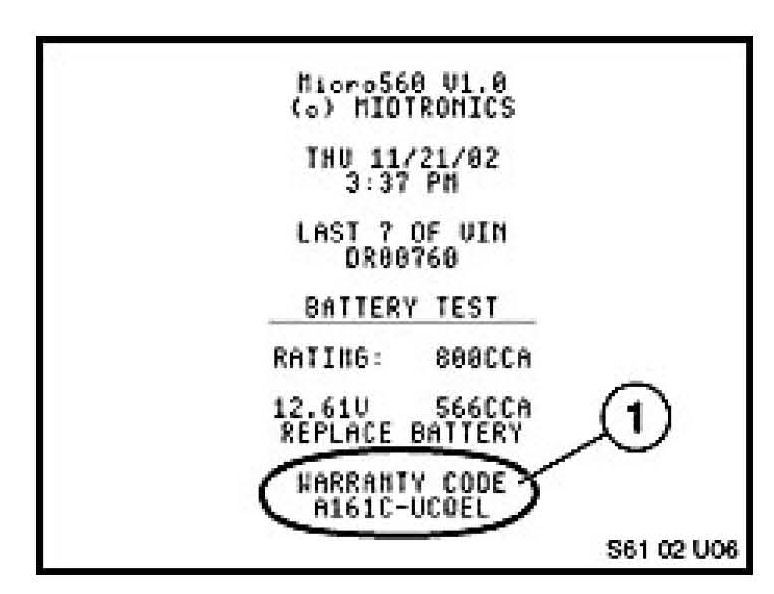 Micro560 V1.0
(c) MIDTRONICS
THU 11/21/02
3:37 PM
LAST 7 OF VIN
DR00760
BATTERY TEST
RATING: 800CCA
12.61V 566CCA
REPLACE BATTERY
WARRANTY CODE
A161C-UCOEL
1
S61 02 U06